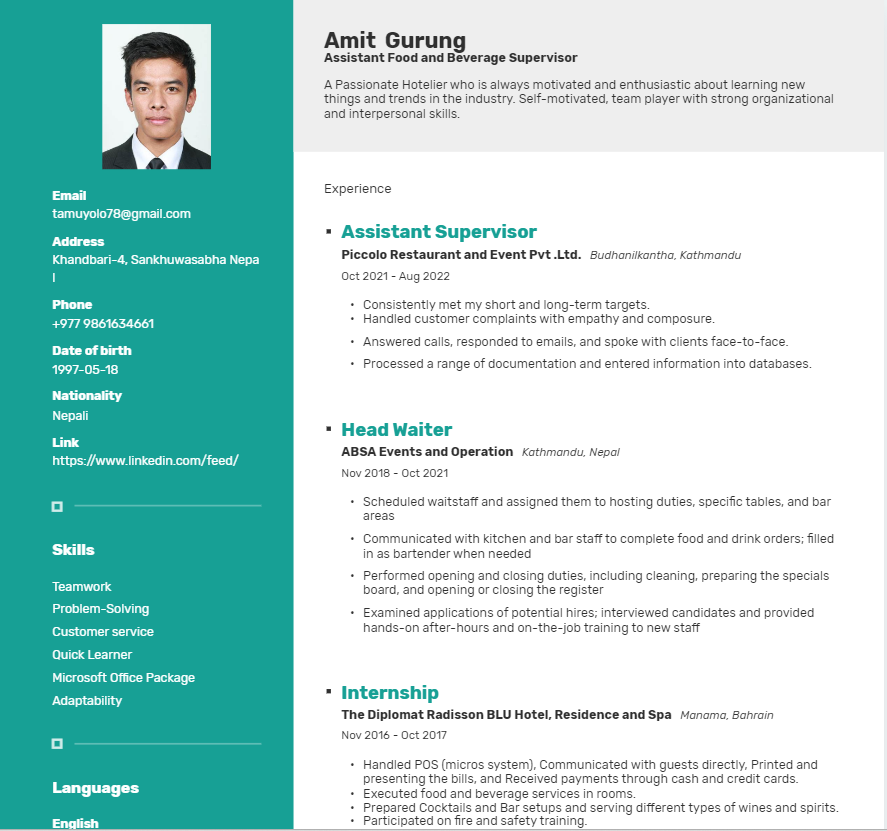 Email
tamuyolo78@gmail.com
Address
Khandbari-4, Sankhuwasabha Nepa
l
Phone
+977 9861634661
Date of birth
1997-05-18
Nationality
Nepali
Link
https://www.linkedin.com/feed/
Skills
Teamwork
Problem-Solving
Customer service
Quick Learner
Microsoft Office Package
Adaptability
Languages
English
Amit Gurung
Assistant Food and Beverage Supervisor
A Passionate Hotelier who is always motivated and enthusiastic about learning new
things and trends in the industry. Self-motivated, team player with strong organizational
and interpersonal skills.
Experience
Assistant Supervisor
Piccolo Restaurant and Event Pvt .Ltd. Budhanilkantha, Kathmandu
Oct 2021 - Aug 2022
• Consistently met my short and long-term targets.
• Handled customer complaints with empathy and composure.
• Answered calls, responded to emails, and spoke with clients face-to-face.
• Processed a range of documentation and entered information into databases.
Head Waiter
ABSA Events and Operation Kathmandu, Nepal
Nov 2018 - Oct 2021
• Scheduled waitstaff and assigned them to hosting duties, specific tables, and bar
areas
• Communicated with kitchen and bar staff to complete food and drink orders; filled
in as bartender when needed
• Performed opening and closing duties, including cleaning, preparing the specials
board, and opening or closing the register
• Examined applications of potential hires; interviewed candidates and provided
hands-on after-hours and on-the-job training to new staff
Internship
The Diplomat Radisson BLU Hotel, Residence and Spa Manama, Bahrain
Nov 2016 - Oct 2017
• Handled POS (micros system), Communicated with guests directly, Printed and
presenting the bills, and Received payments through cash and credit cards.
• Executed food and beverage services in rooms.
• Prepared Cocktails and Bar setups and serving different types of wines and spirits.
• Participated on fire and safety training.